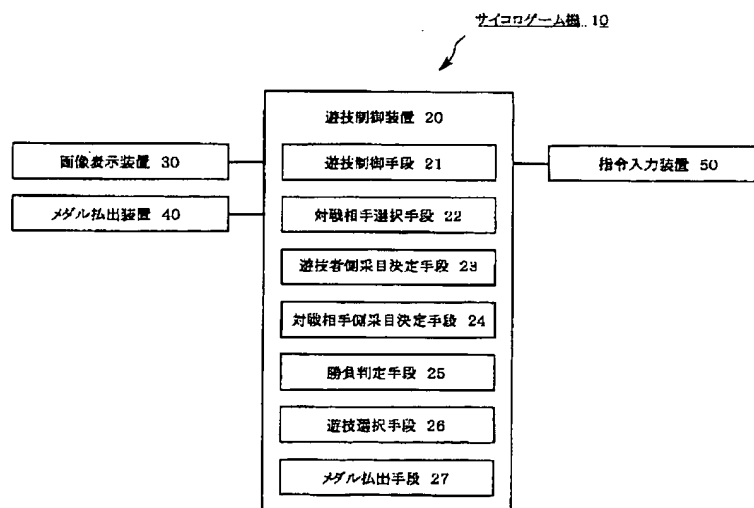 サイコロゲーム機 10
遊技制御装置 20
画像表示装置 30
遊技制御手段 21
指令入力装置 50
メダル払出装置 40
対戦相手選択手段 22
遊技者側采目決定手段 23
対戦相手側采目決定手段 24
勝負判定手段 25
遊技選択手段 26
メダル払出手段 27